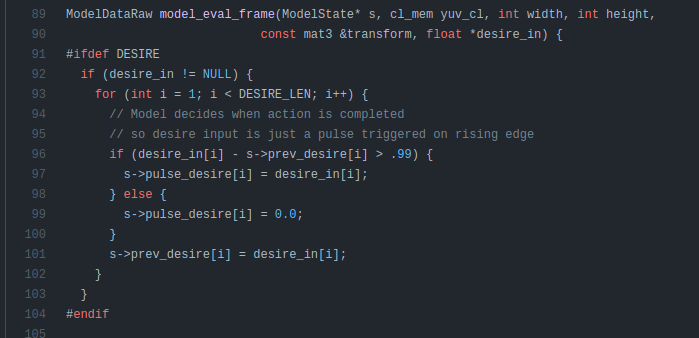 89 ModelDataRaw model_eval_frame(ModelState* s, cl_mem yuv_cl, int width, int height,
90                            const mat3 &transform, float *desire_in) {
91 #ifdef DESIRE
92   if (desire_in != NULL) {
93     for (int i = 1; i < DESIRE_LEN; i++) {
94       // Model decides when action is completed
95       // so desire input is just a pulse triggered on rising edge
96       if (desire_in[i] - s->prev_desire[i] > .99) {
97         s->pulse_desire[i] = desire_in[i];
98       } else {
99         s->pulse_desire[i] = 0.0;
100       }
101       s->prev_desire[i] = desire_in[i];
102     }
103   }
104 #endif
105